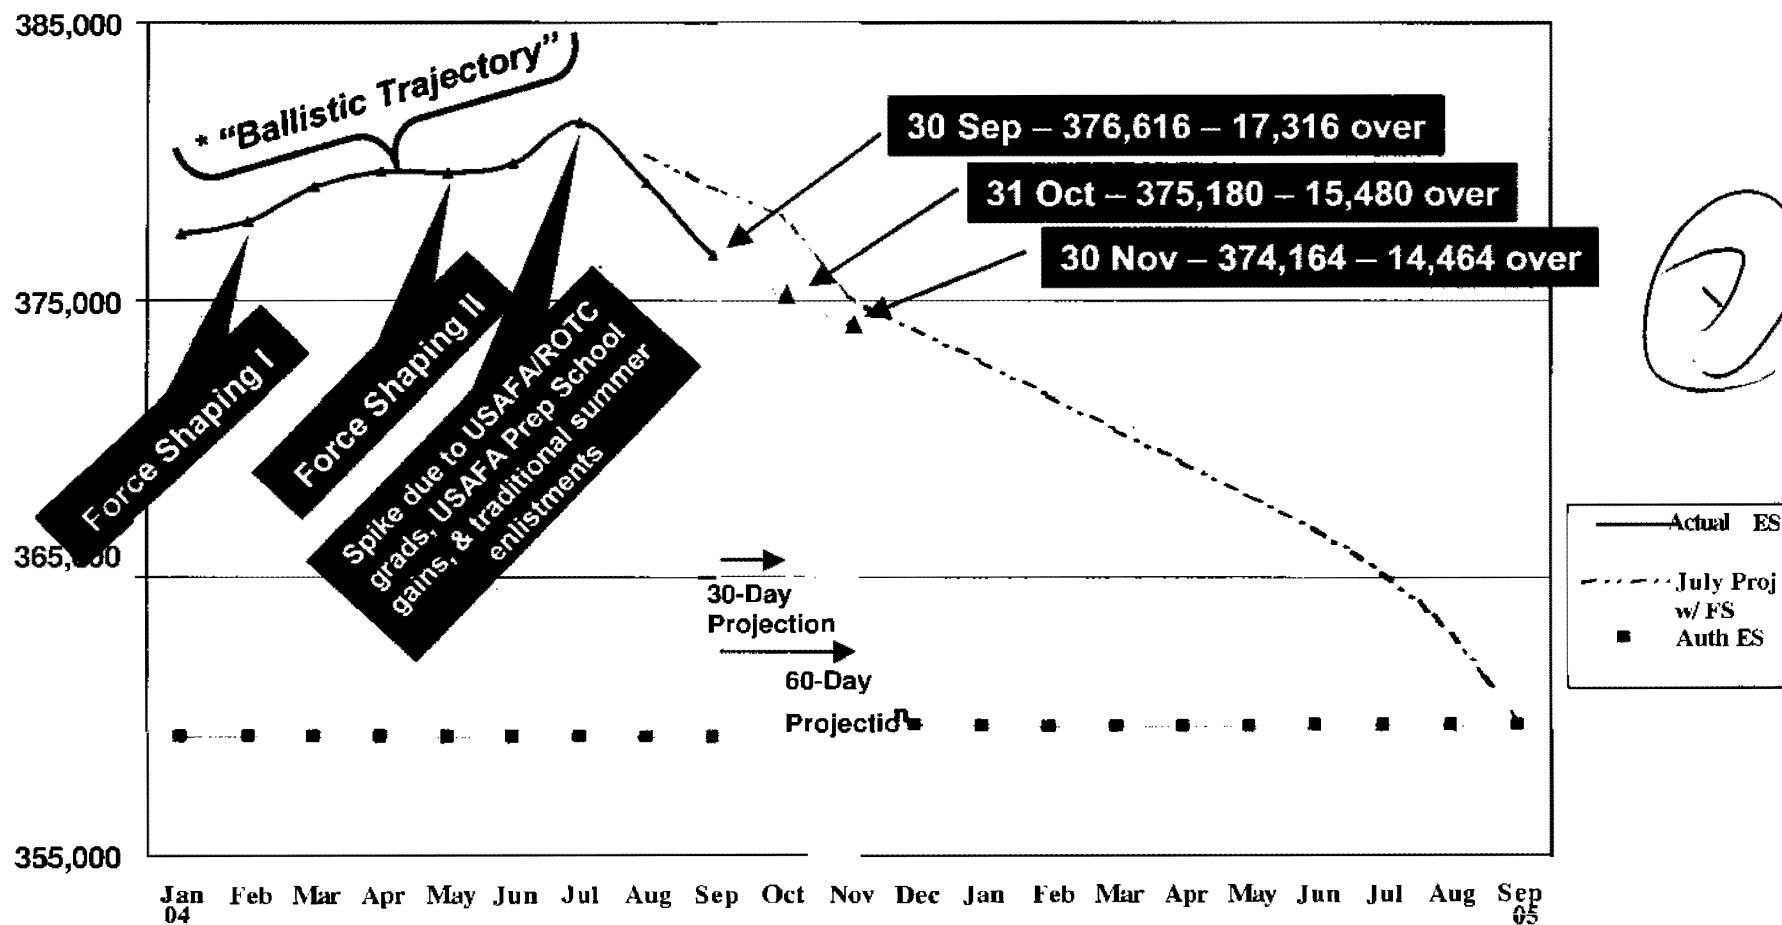 385,000
375,000
365,000
355,000
* “Ballistic Trajectory”
30 Sep – 376,616 – 17,316 over
31 Oct – 375,180 – 15,480 over
30 Nov – 374,164 – 14,464 over
Force Shaping I
Force Shaping II
Spike due to USAFA/ROTC
grads, USAFA Prep School
gains, & traditional summer
enlistments
30-Day
Projection
60-Day
Projection
Actual ES
July Proj
w/ FS
Auth ES
Jan Feb Mar Apr May Jun Jul Aug Sep Oct Nov Dec Jan Feb Mar Apr May Jun Jul Aug Sep
04 05